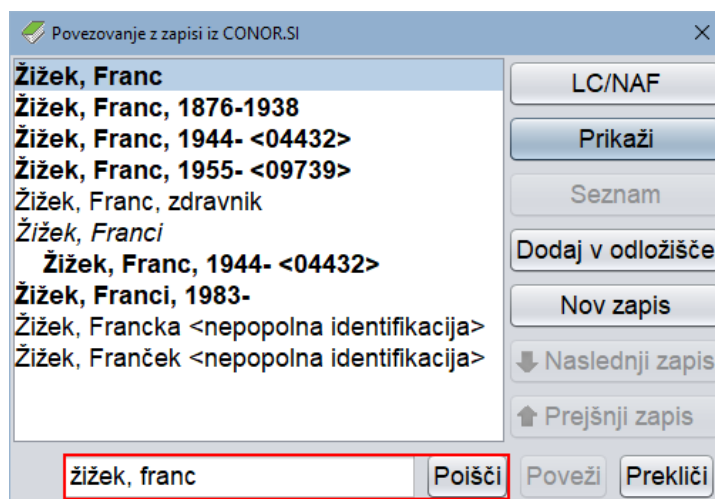 Povezovanje z zapisi iz CONOR.SI
Žižek, Franc
Žižek, Franc, 1876-1938
Žižek, Franc, 1944- <04432>
Žižek, Franc, 1955- <09739>
Žižek, Franc, zdravnik
Žižek, Franci
Žižek, Franc, 1944- <04432>
Žižek, Franci, 1983-
Žižek, Francka <nepopolna identifikacija>
Žižek, Franček <nepopolna identifikacija>
LC/NAF
Prikaži
Seznam
Dodaj v odložišče
Nov zapis
Naslednji zapis
Prejšnji zapis
žižek, franc
Poišči
Poveži
Prekliči